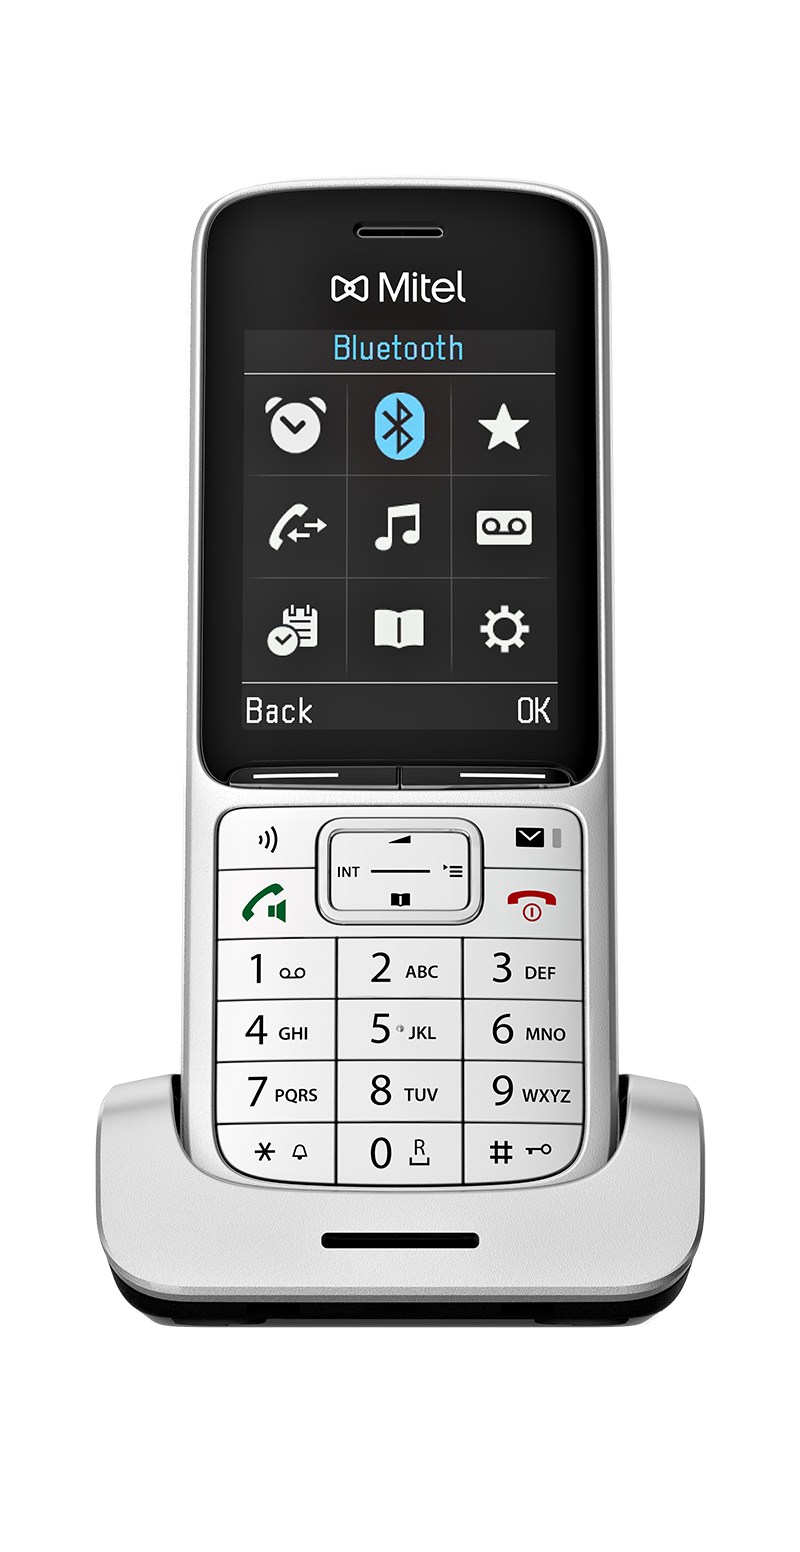 Mitel
Bluetooth
Back OK
INT
1 2 ABC 3 DEF
4 GHI 5 JKL 6 MNO
7 PQRS 8 TUV 9 WXYZ
* 0 R #